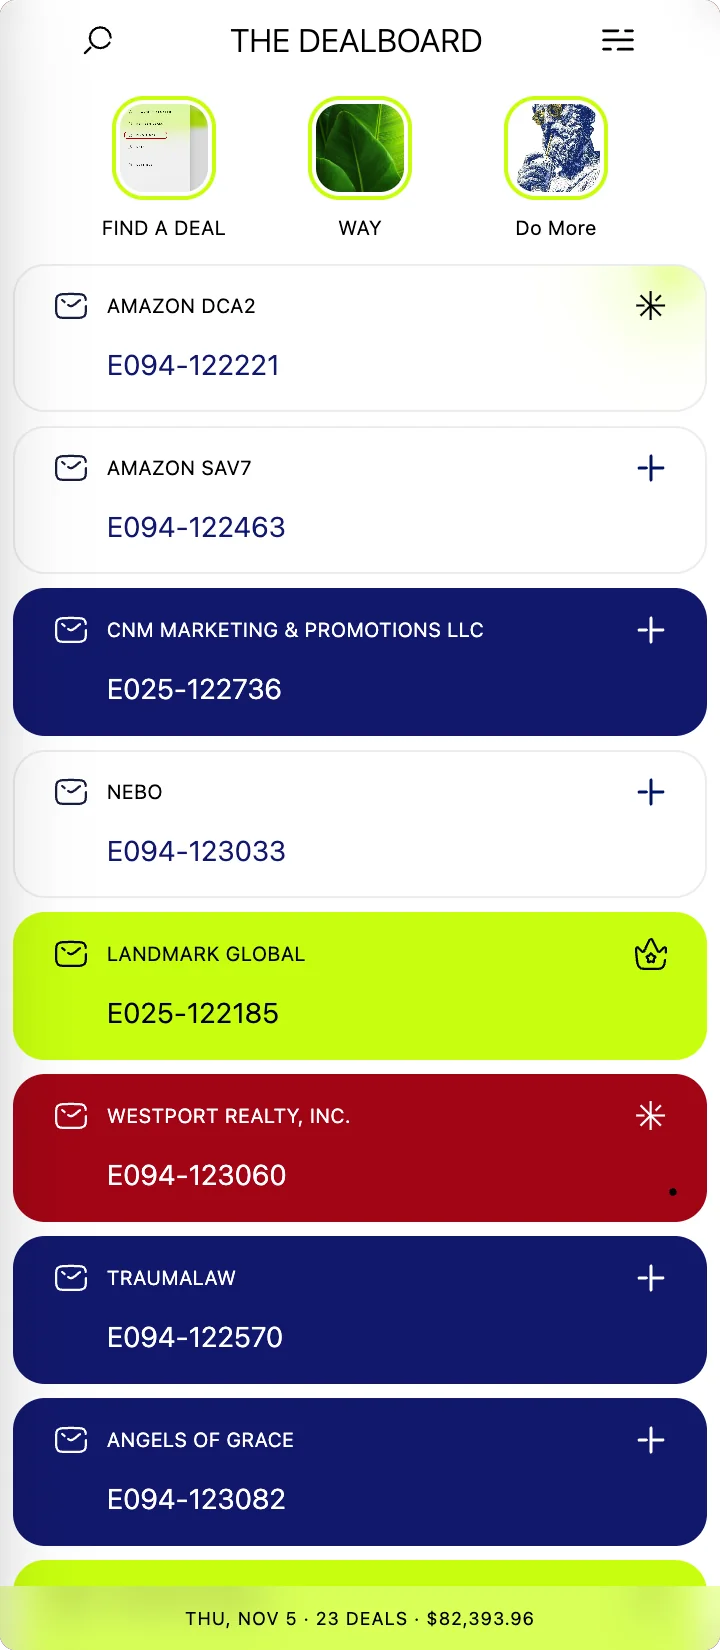 THE DEALBOARD
FIND A DEAL
WAY
Do More
AMAZON DCA2
E094-122221
AMAZON SAV7
E094-122463
CNM MARKETING & PROMOTIONS LLC
E025-122736
NEBO
E094-123033
LANDMARK GLOBAL
E025-122185
WESTPORT REALTY, INC.
E094-123060
TRAUMALAW
E094-122570
ANGELS OF GRACE
E094-123082
THU, NOV 5 · 23 DEALS · $82,393.96